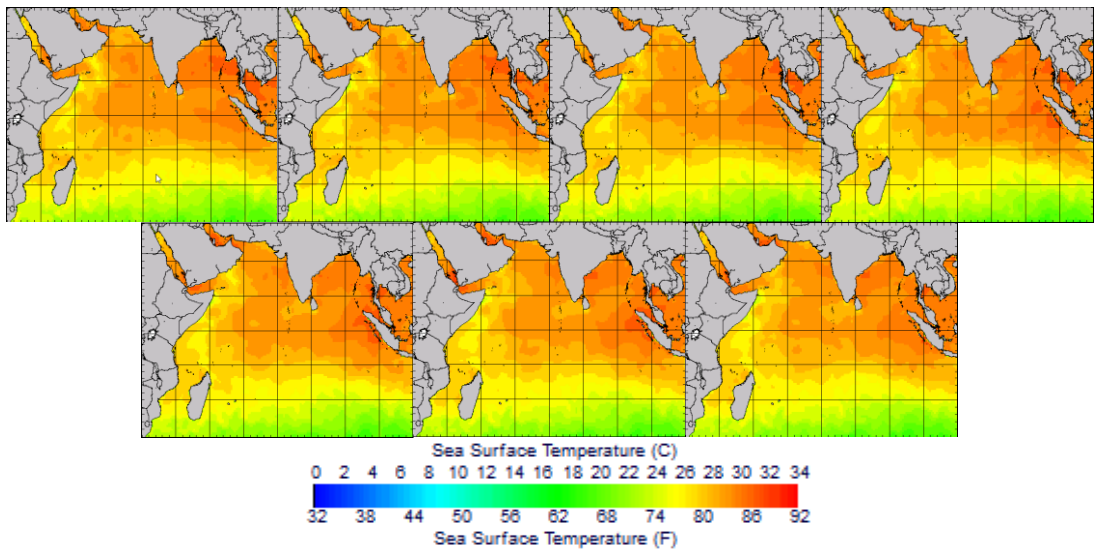 Sea Surface Temperature (C)
0 2 4 6 8 10 12 14 16 18 20 22 24 26 28 30 32 34
32 38 44 50 56 62 68 74 80 86 92
Sea Surface Temperature (F)